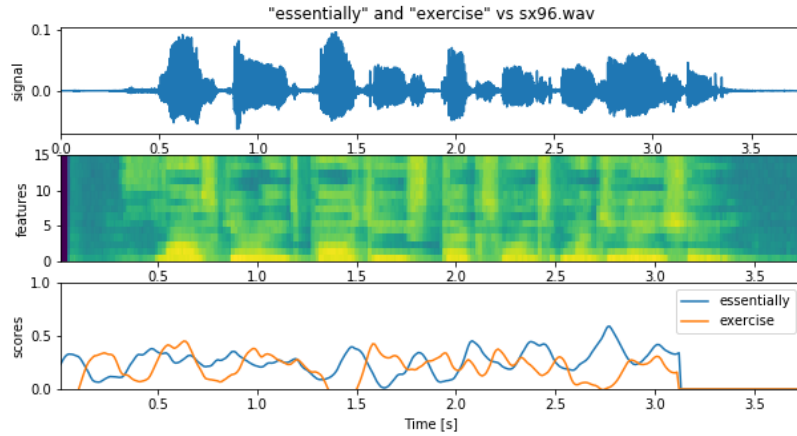 "essentially" and "exercise" vs sx96.wav
0.1
signal
0.0
0.0 0.5 1.0 1.5 2.0 2.5 3.0 3.5
15
10
features
5
0
0.5 1.0 1.5 2.0 2.5 3.0 3.5
1.0
essentially
exercise
scores
0.5
0.0
0.5 1.0 1.5 2.0 2.5 3.0 3.5
Time [s]